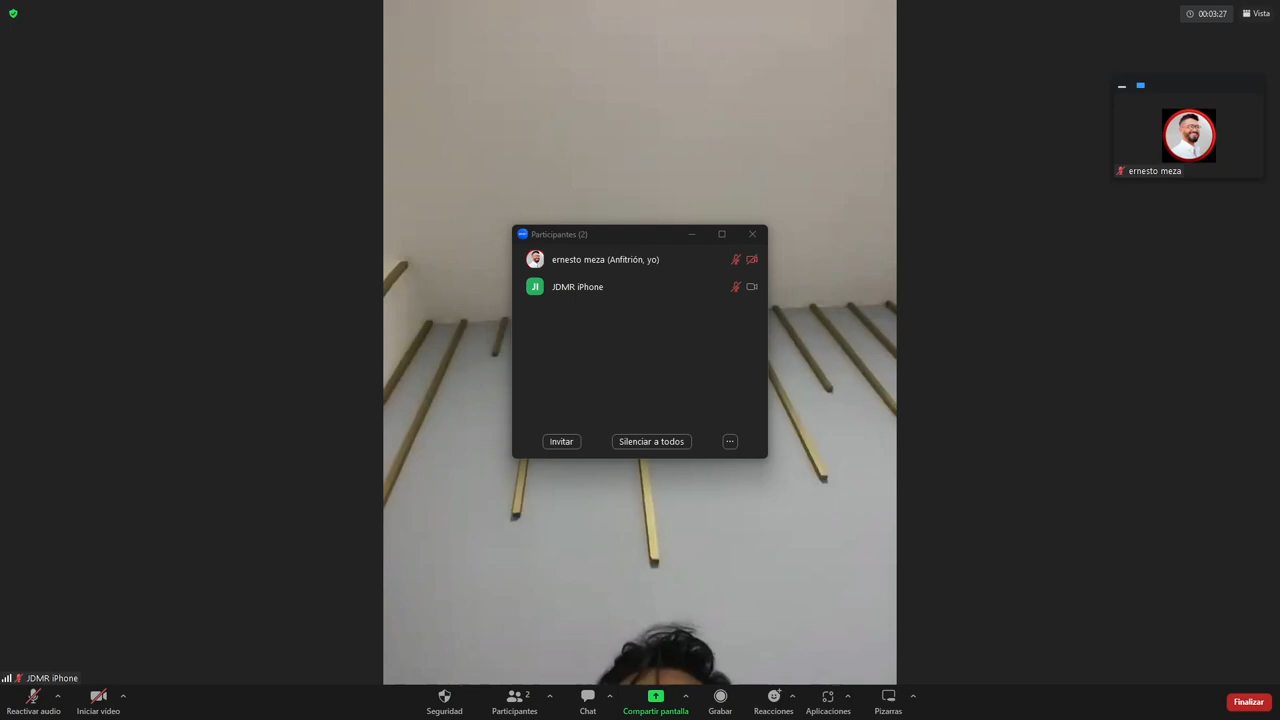 00:03:27
Vista
ernesto meza
Participantes (2)
ernesto meza (Anfitrión, yo)
JI
JDMR iPhone
Invitar
Silenciar a todos
...
JDMR iPhone
Reactivar audio
Iniciar video
Seguridad
2
Participantes
Chat
Compartir pantalla
Grabar
Reacciones
Aplicaciones
Pizarras
Finalizar